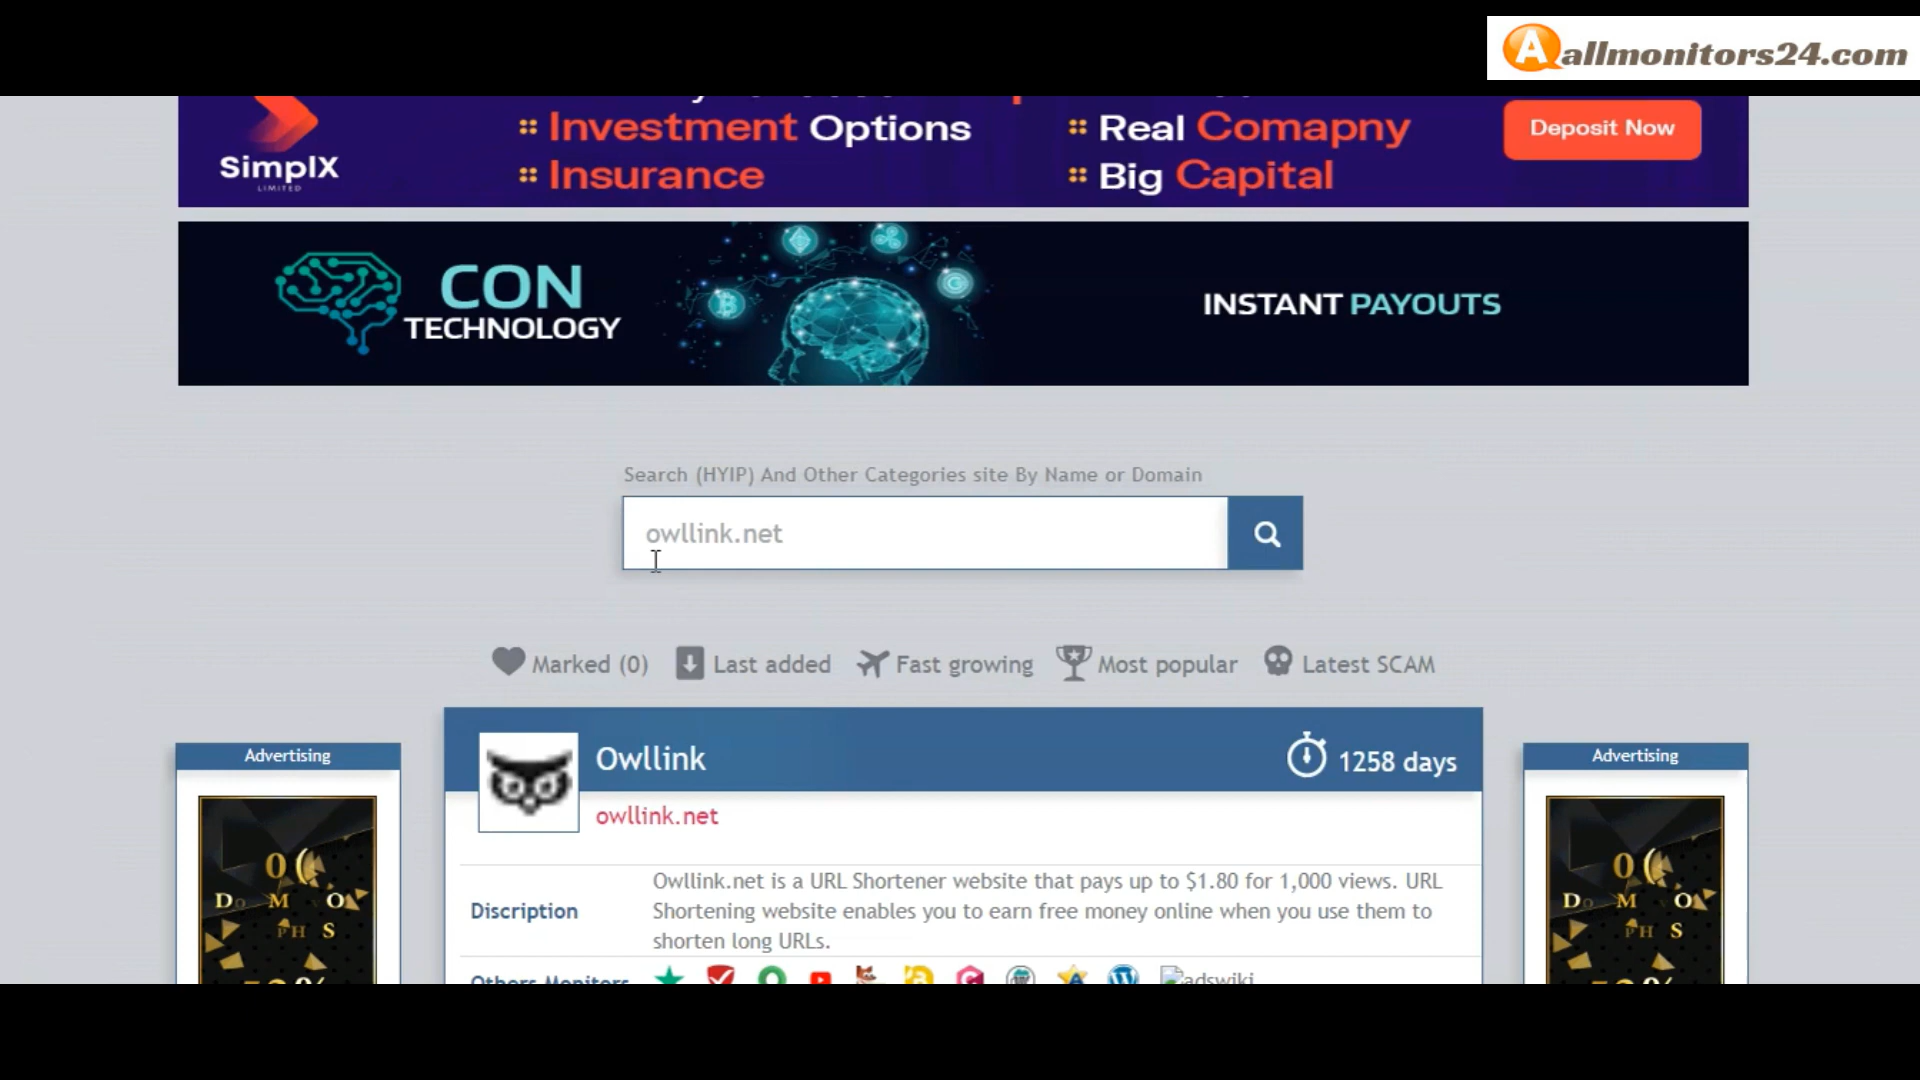 allmonitors24.com
Investment Options
Real Comapny
Deposit Now
SimplX
LIMITED
Insurance
Big Capital
CON
TECHNOLOGY
INSTANT PAYOUTS
Search (HYIP) And Other Categories site By Name or Domain
owllink.net
Marked (0)
Last added
Fast growing
Most popular
Latest SCAM
Advertising
Owllink
1258 days
Advertising
owllink.net
Discription
Owllink.net is a URL Shortener website that pays up to $1.80 for 1,000 views. URL
Shortening website enables you to earn free money online when you use them to
shorten long URLs.
Others Monitors
adswiki